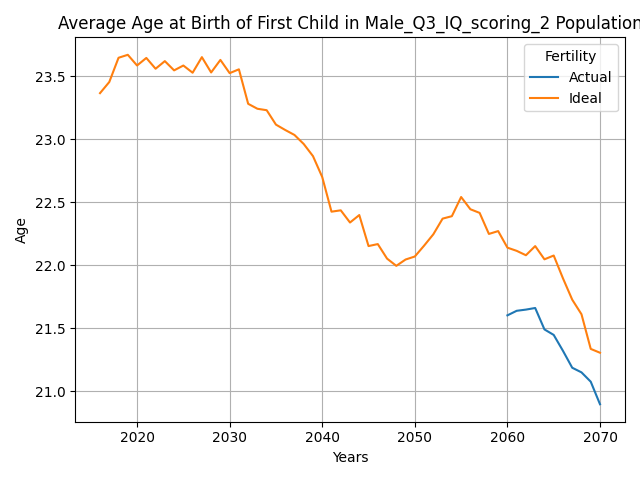 Average Age at Birth of First Child in Male_Q3_IQ_scoring_2 Population
Fertility
Actual
Ideal
23.5
23.0
22.5
22.0
21.5
21.0
Age
2020 2030 2040 2050 2060 2070
Years